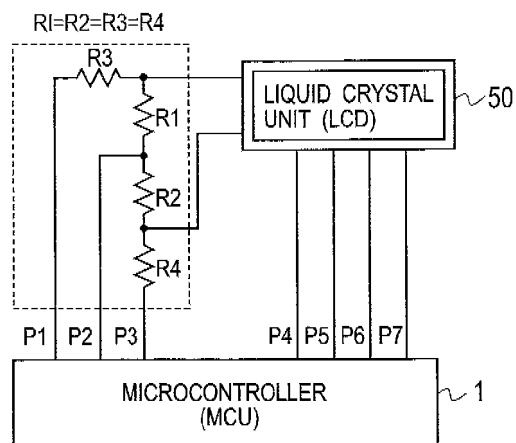 RI=R2=R3=R4
R3
R1
R2
R4
LIQUID CRYSTAL
UNIT (LCD)
50
P1 P2 P3 P4 P5 P6 P7
MICROCONTROLLER
(MCU)
1